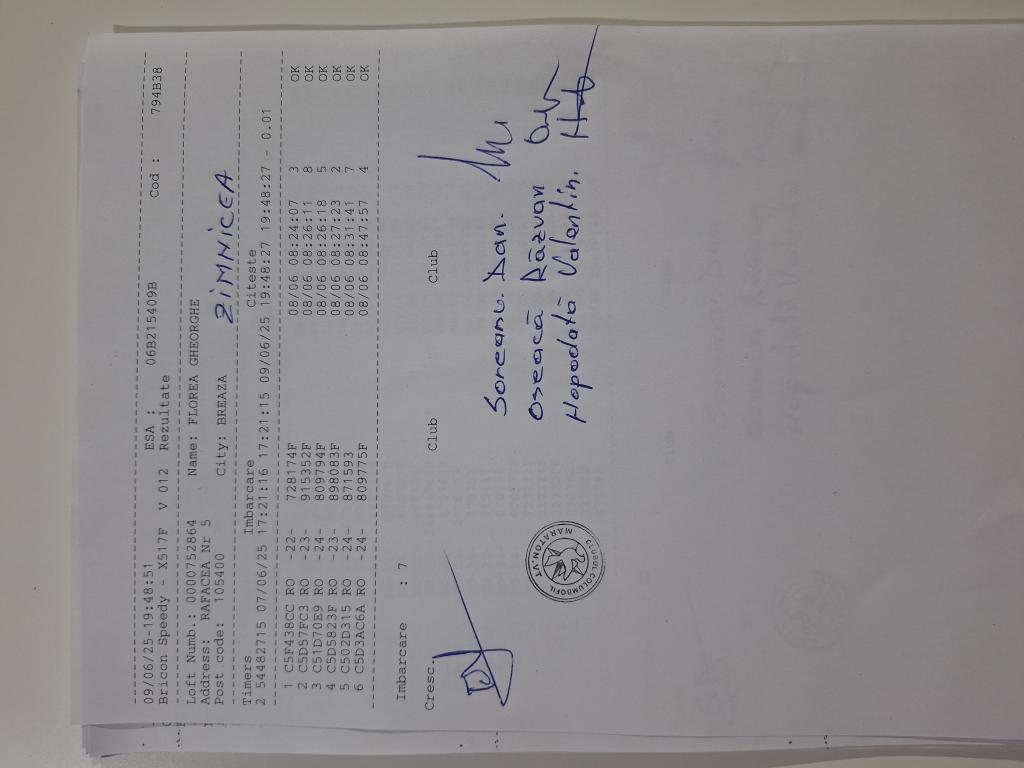 09/06/25-19:48:51 ESA : 06B215409B Cod : 794B38
Bricon Speedy - X517F V 012 Rezultate
Loft Numb.: 0000752864 Name: FLOREA GHEORGHE
Address: RAFACEA Nr 5
Post code: 105400 City: BREAZA ZIMNICEA
Timers Imbarcare Citeste
2 54482715 07/06/25 17:21:16 17:21:15 09/06/25 19:48:27 19:48:27 - 0.01
1 C5F438CC RO -22- 728174F 08/06 08:24:07 3 OK
2 C5D57FC3 RO -23- 915352F 08/06 08:26:11 8 OK
3 C51D70E9 RO -24- 809794F 08/06 08:26:18 5 OK
4 C5D5823F RO -23- 898083F 08/06 08:27:23 2 OK
5 C502D315 RO -24- 871593 08/06 08:31:41 7 OK
6 C5D3AC6A RO -24- 809775F 08/06 08:47:57 4 OK
Imbarcare : 7
Cresc., Club Club
Soreanu Dan.
Oseacă Răzvan
Hopodată Valentin.
CLUBUL COLUMBOFIL
MARATON.VT